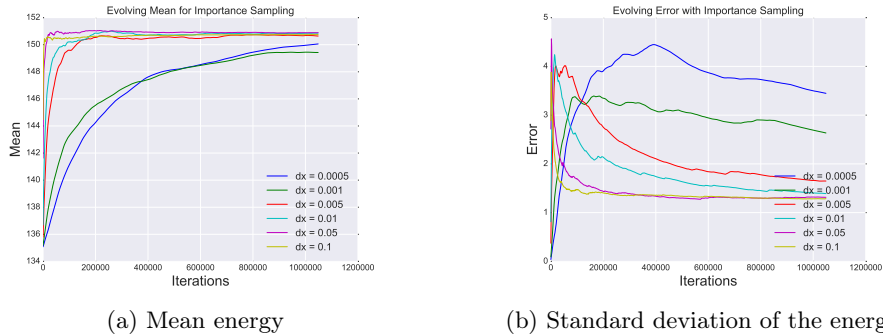 Evolving Mean for Importance Sampling
152
150
148
146
144
142
140
138
136
134
Mean
dx = 0.0005
dx = 0.001
dx = 0.005
dx = 0.01
dx = 0.05
dx = 0.1
0 200000 400000 600000 800000 1000000 1200000
Iterations
(a) Mean energy
Evolving Error with Importance Sampling
5
4
3
2
1
0
Error
dx = 0.0005
dx = 0.001
dx = 0.005
dx = 0.01
dx = 0.05
dx = 0.1
0 200000 400000 600000 800000 1000000 1200000
Iterations
(b) Standard deviation of the energ